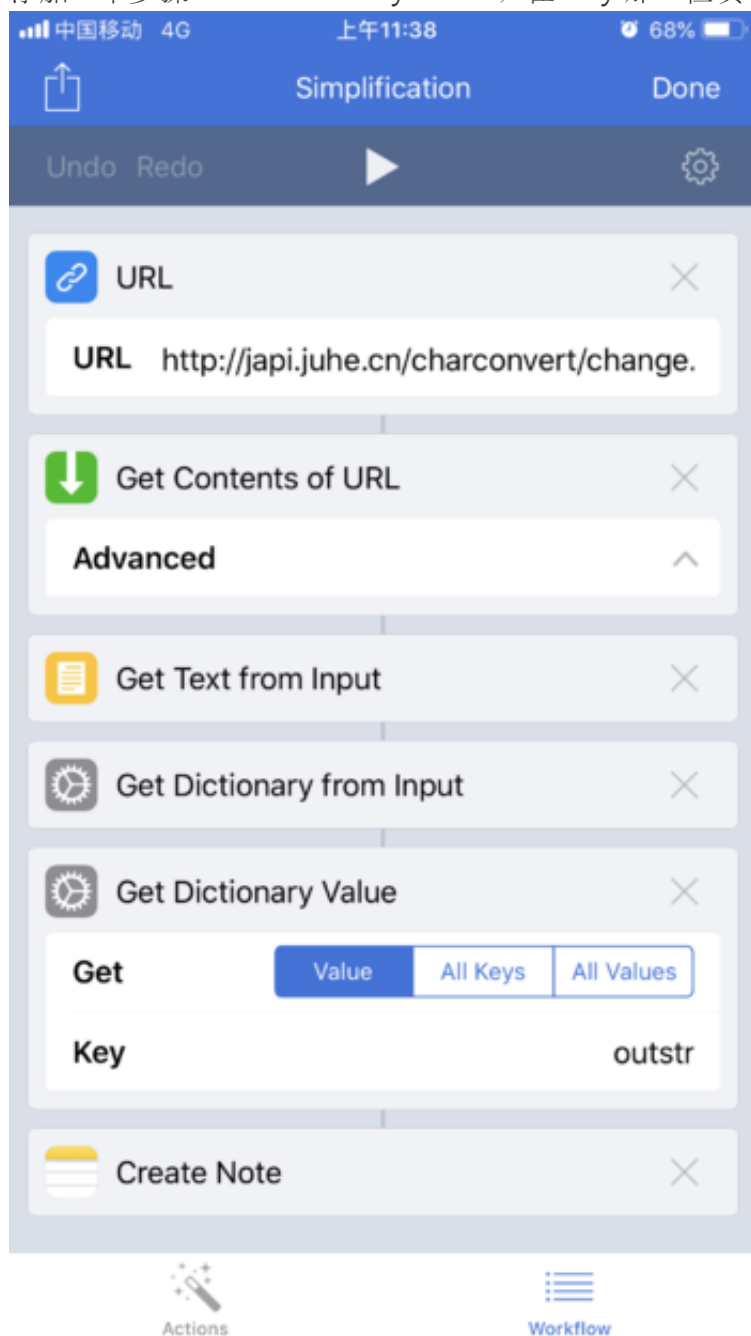 中国移动 4G 上午11:38 68%
Simplification Done
Undo Redo
URL
URL http://japi.juhe.cn/charconvert/change.
Get Contents of URL
Advanced
Get Text from Input
Get Dictionary from Input
Get Dictionary Value
Get Value All Keys All Values
Key outstr
Create Note
Actions Workflow